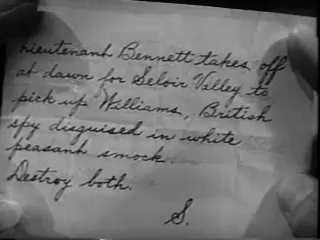 Lieutenant Bennett takes off
at dawn for Seloir Valley to
pick up Williams, British
spy disguised in white
peasant smock.
Destroy both.
S.